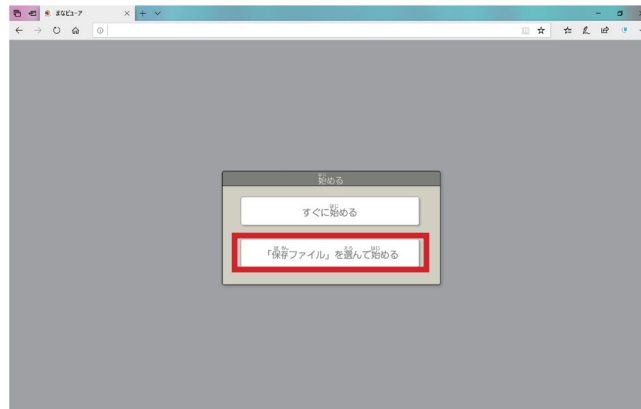 まなビューア
始める
すぐに始める
「保存ファイル」を選んで始める